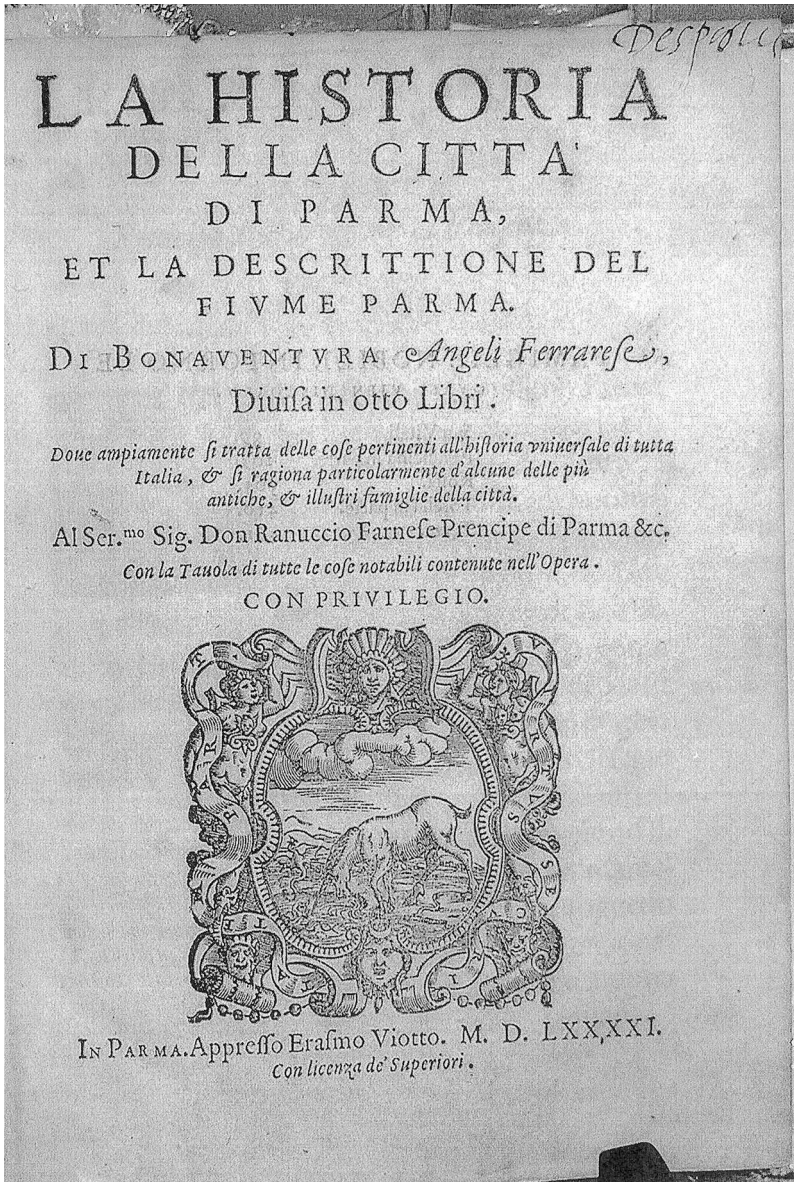 LA HISTORIA
DELLA CITTA'
DI PARMA,
ET LA DESCRITTIONE DEL
FIVME PARMA.
DI BONAVENTVRA Angeli Ferrareſe,
Diuiſa in otto Libri.
Doue ampiamente ſi tratta delle coſe pertinenti all'hiſtoria vniuerſale di tutta
Italia, & ſi ragiona particolarmente d'alcune delle più
antiche, & illuſtri famiglie della città.
Al Ser.mo Sig. Don Ranuccio Farneſe Prencipe di Parma &c.
Con la Tauola di tutte le coſe notabili contenute nell'Opera.
CON PRIVILEGIO.
IN PARMA. Appreſſo Eraſmo Viotto. M. D. LXXXXI.
Con licenza de' Superiori.